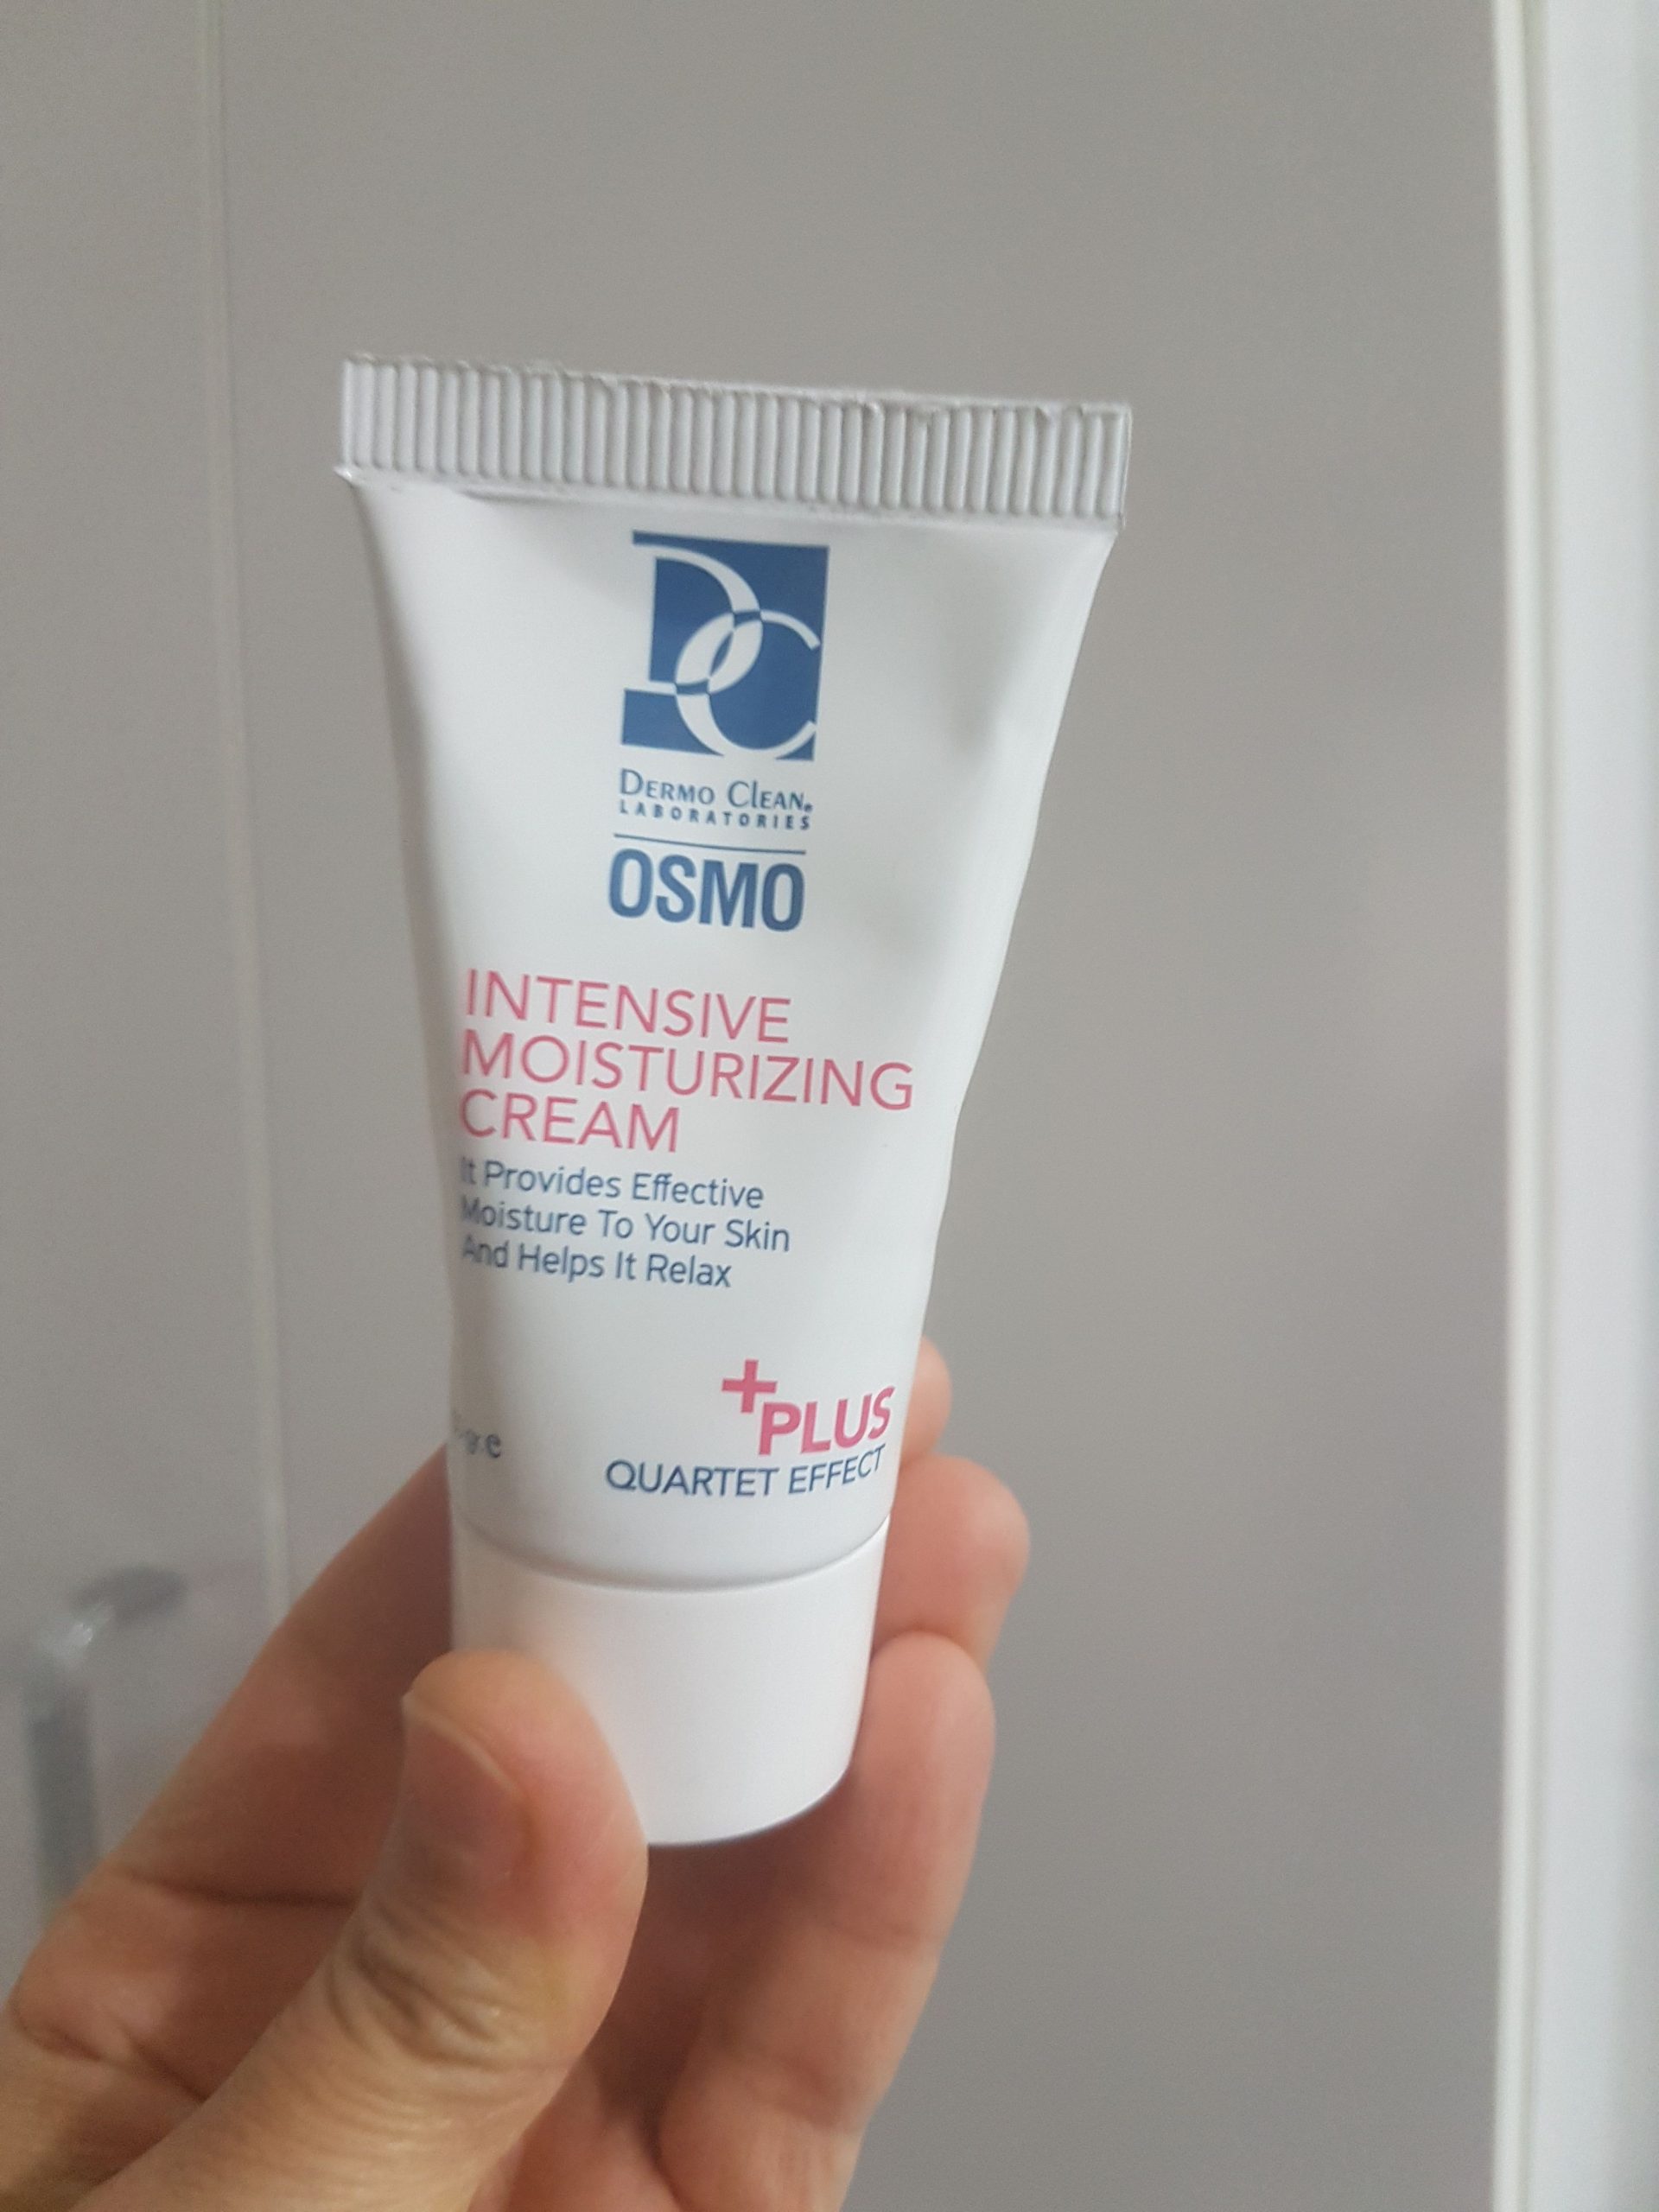 DC
DERMO CLEAN®
LABORATORIES
OSMO
INTENSIVE
MOISTURIZING
CREAM
It Provides Effective
Moisture To Your Skin
And Helps It Relax
+PLUS
QUARTET EFFECT